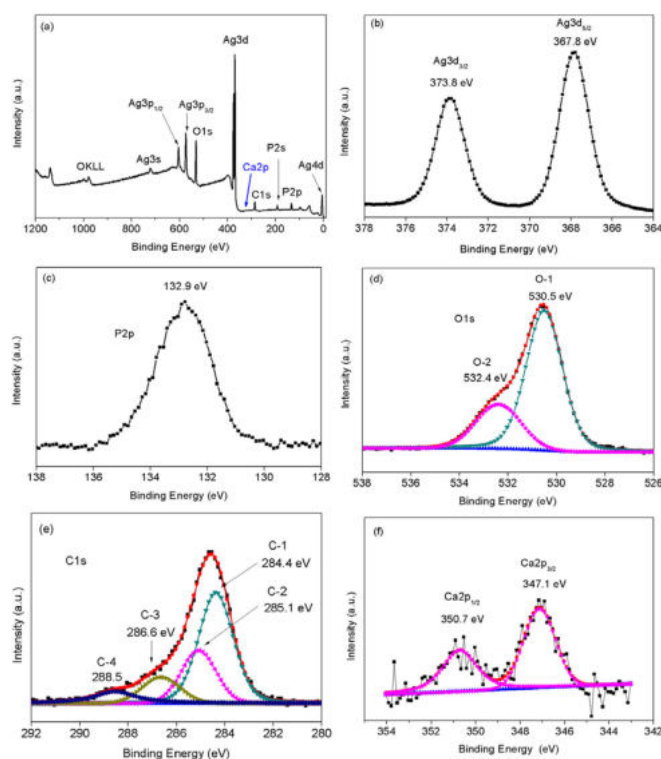 (a)
Ag3d
Ag3p1/2
Ag3p3/2
O1s
P2s
Ag4d
OKLL
Ag3s
Ca2p
C1s
P2p
Intensity (a.u.)
1200 1000 800 600 400 200 0
Binding Energy (eV)
(b)
Ag3d5/2
367.8 eV
Ag3d3/2
373.8 eV
Intensity (a.u.)
378 376 374 372 370 368 366 364
Binding Energy (eV)
(c)
132.9 eV
P2p
Intensity (a.u.)
138 136 134 132 130 128
Binding Energy (eV)
(d)
O-1
530.5 eV
O1s
O-2
532.4 eV
Intensity (a.u.)
538 536 534 532 530 528 526
Binding Energy (eV)
(e)
C1s
C-1
284.4 eV
C-2
285.1 eV
C-3
286.6 eV
C-4
288.5
Intensity (a.u.)
292 290 288 286 284 282 280
Binding Energy (eV)
(f)
Ca2p3/2
347.1 eV
Ca2p1/2
350.7 eV
Intensity (a.u.)
354 352 350 348 346 344 342
Binding Energy (eV)